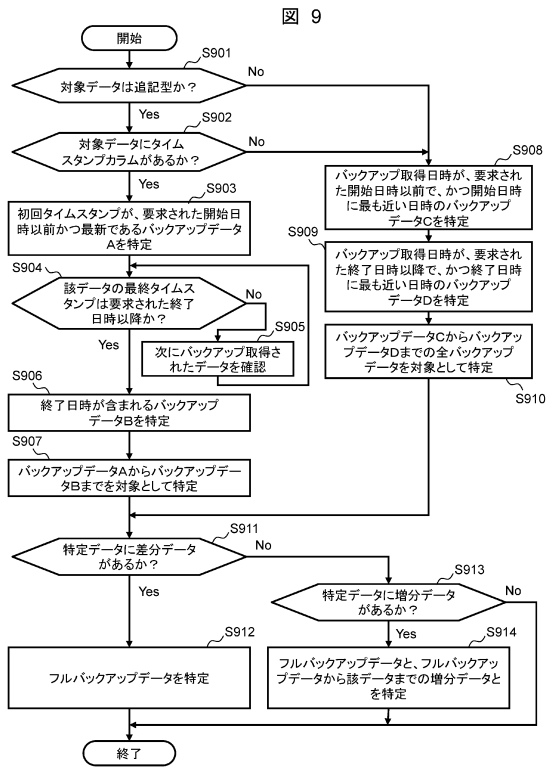 図 9
開始
S901
対象データは追記型か？
No
Yes
S902
対象データにタイム
スタンプカラムがあるか？
No
Yes
S903
初回タイムスタンプが、要求された開始日
時以前かつ最新であるバックアップデータ
Aを特定
S904
該データの最終タイムス
タンプは要求された終了
日時以降か？
No
Yes
S905
次にバックアップ取得さ
れたデータを確認
S906
終了日時が含まれるバックアップ
データBを特定
S907
バックアップデータAからバックアップデー
タBまでを対象として特定
S908
バックアップ取得日時が、要求され
た開始日時以前で、かつ開始日時
に最も近い日時のバックアップ
データCを特定
S909
バックアップ取得日時が、要求され
た終了日時以降で、かつ終了日時
に最も近い日時のバックアップ
データDを特定
バックアップデータCからバックアッ
プデータDまでの全バックアップ
データを対象として特定
S910
S911
特定データに差分データ
があるか？
No
Yes
S912
フルバックアップデータを特定
S913
特定データに増分データ
があるか？
No
Yes
S914
フルバックアップデータと、フルバックアッ
プデータから該データまでの増分データと
を特定
終了